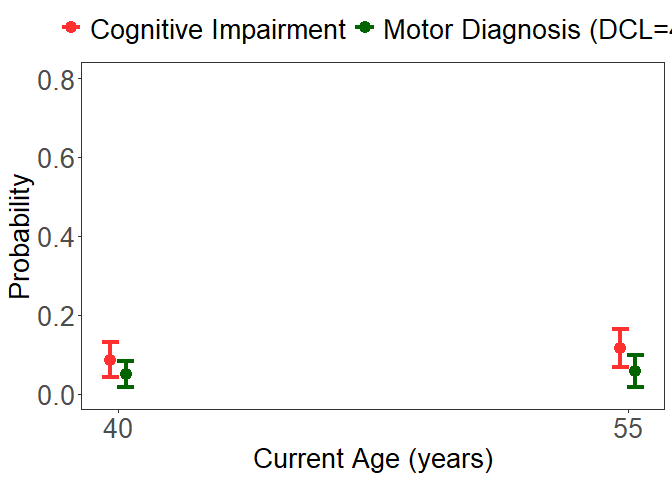 Cognitive Impairment Motor Diagnosis (DCL=4
0.8
0.6
0.4
0.2
0.0
Probability
40 55
Current Age (years)